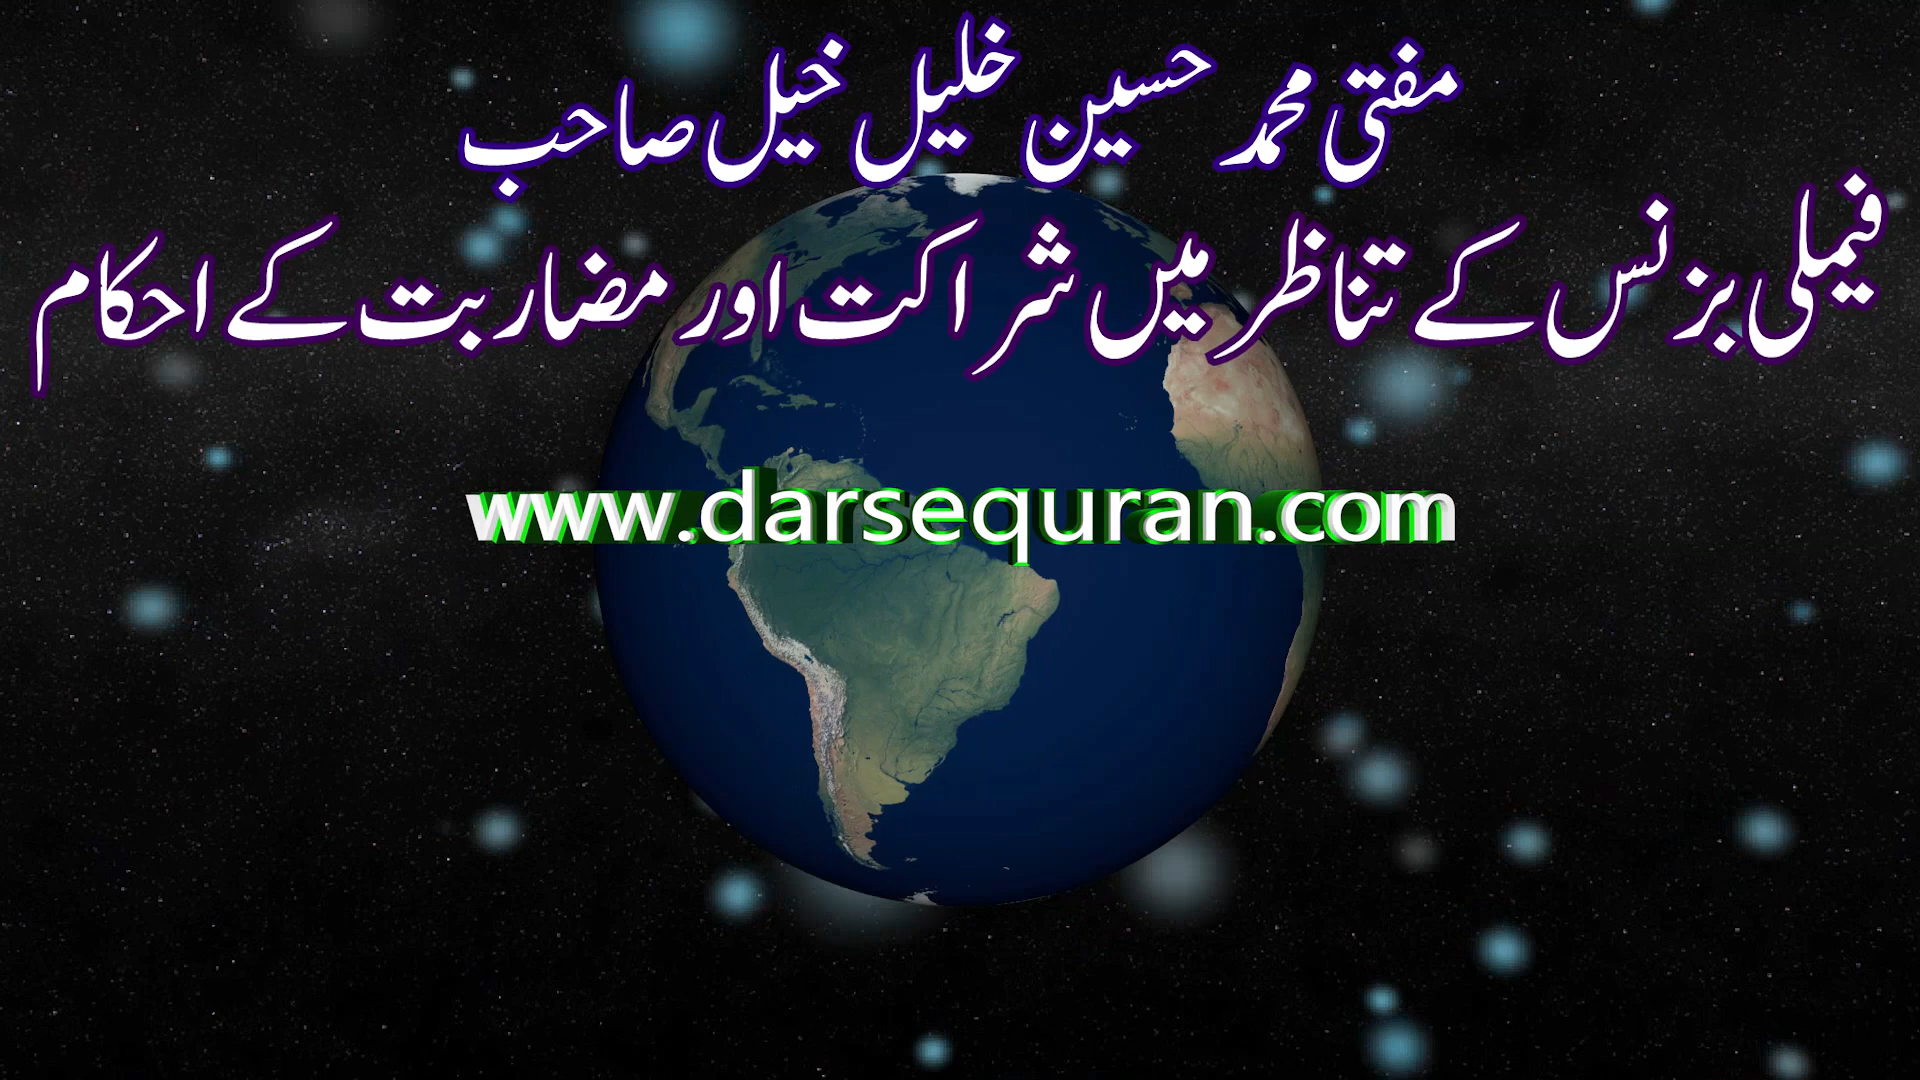 مفتی محمد حسین خلیل خیل صاحب
فیملی بزنس کے تناظر میں شراکت اور مضاربت کے احکام
www.darsequran.com